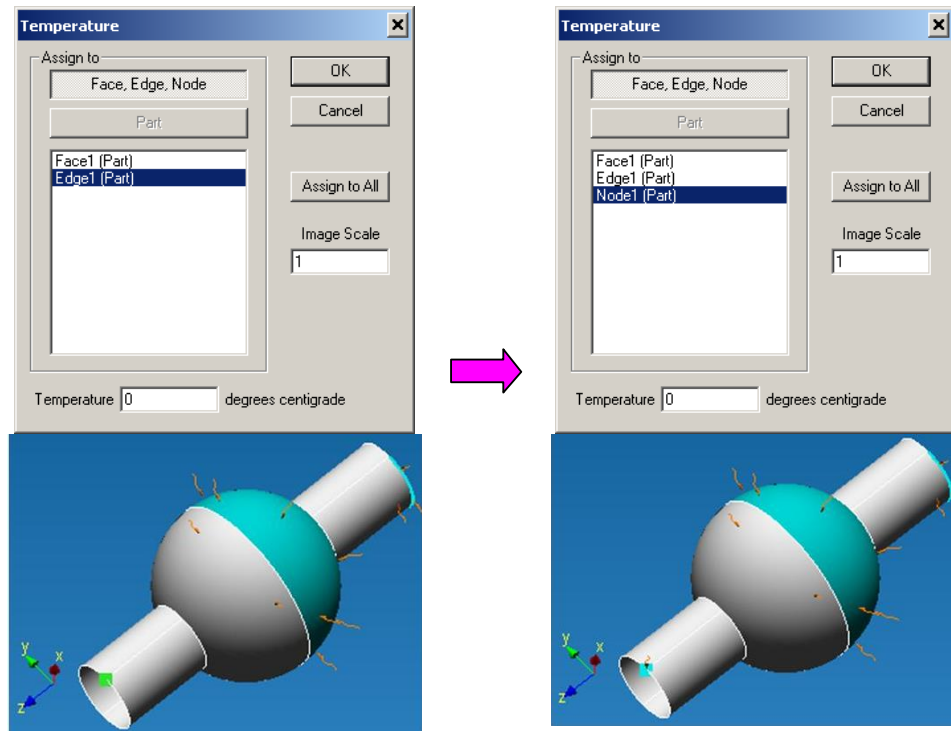 Temperature
Assign to
Face, Edge, Node
Part
Face1 (Part)
Edge1 (Part)
OK
Cancel
Assign to All
Image Scale
1
Temperature 0 degrees centigrade
y
x
z
Temperature
Assign to
Face, Edge, Node
Part
Face1 (Part)
Edge1 (Part)
Node1 (Part)
OK
Cancel
Assign to All
Image Scale
1
Temperature 0 degrees centigrade
y
x
z